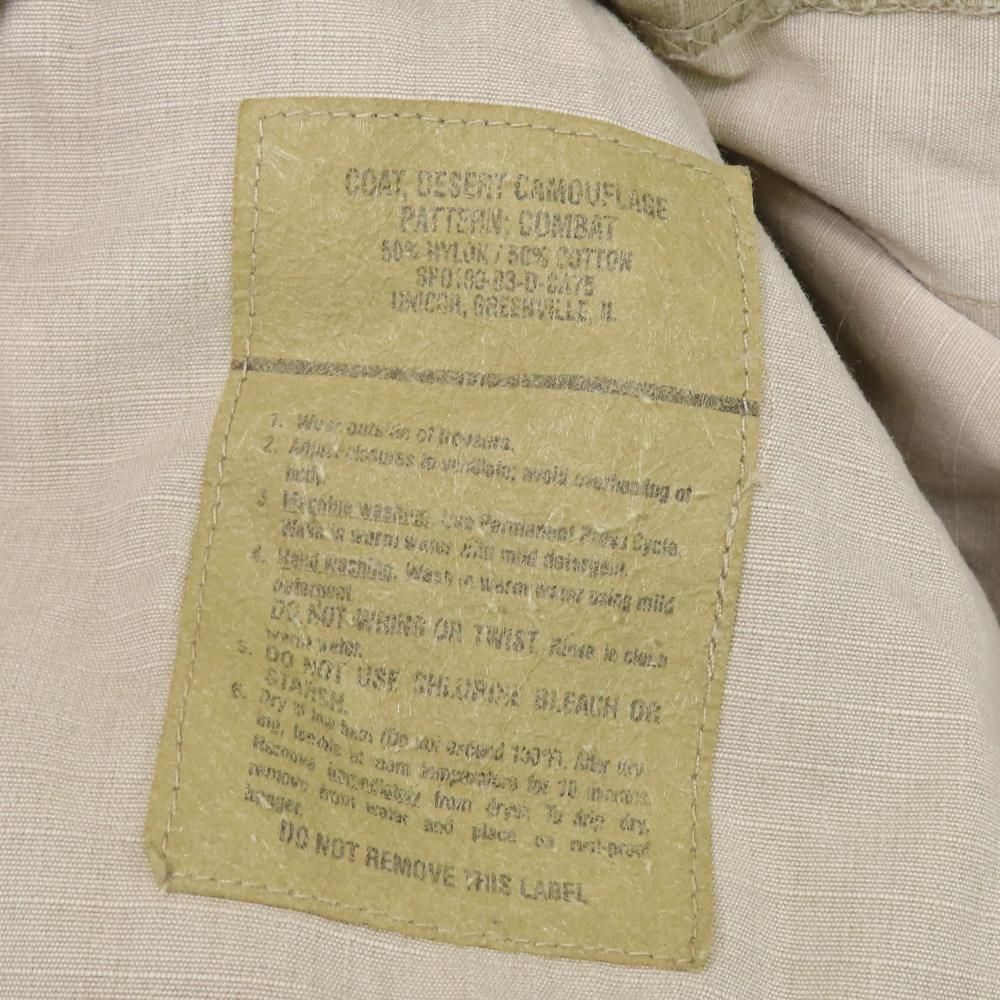 COAT, DESERT CAMOUFLAGE
PATTERN: COMBAT
50% NYLON / 50% COTTON
UNICOR, GREENVILLE, IL
1. Wear outside of trousers.
2. Adjust closures to ventilate; avoid overheating of
body.
3. Machine washing. Use Permanent Press Cycle.
Wash in warm water with mild detergent.
4. Hand washing. Wash in warm water using mild
detergent.
DO NOT WRING OR TWIST. Rinse in clean
warm water.
5. DO NOT USE CHLORINE BLEACH OR
STARCH.
6. Dry at low heat (Do not exceed 130°F). After dry-
ing, tumble at room temperature for 10 minutes.
Remove immediately from dryer. To drip dry,
remove from water and place on rust-proof
hanger.
DO NOT REMOVE THIS LABEL